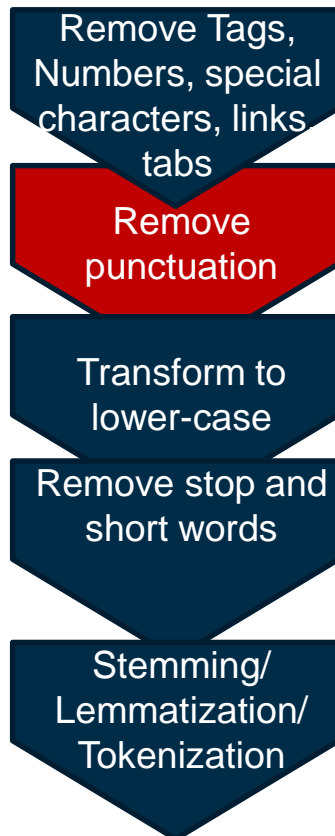 Remove Tags,
Numbers, special
characters, links,
tabs
Remove
punctuation
Transform to
lower-case
Remove stop and
short words
Stemming/
Lemmatization/
Tokenization